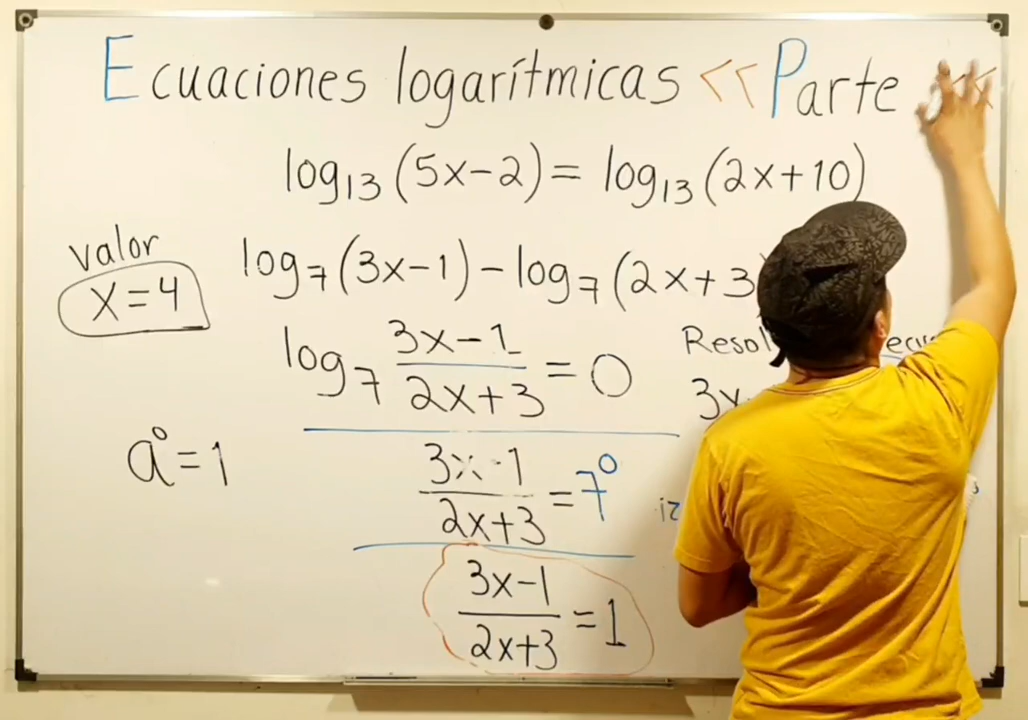 Ecuaciones logarítmicas << Parte
log₁₃(5x-2) = log₁₃(2x+10)
valor
x=4
log₇(3x-1) - log₇(2x+3
log₇ (3x-1)/(2x+3) = 0
3x
a⁰=1
(3x-1)/(2x+3) = 7⁰
(3x-1)/(2x+3) = 1